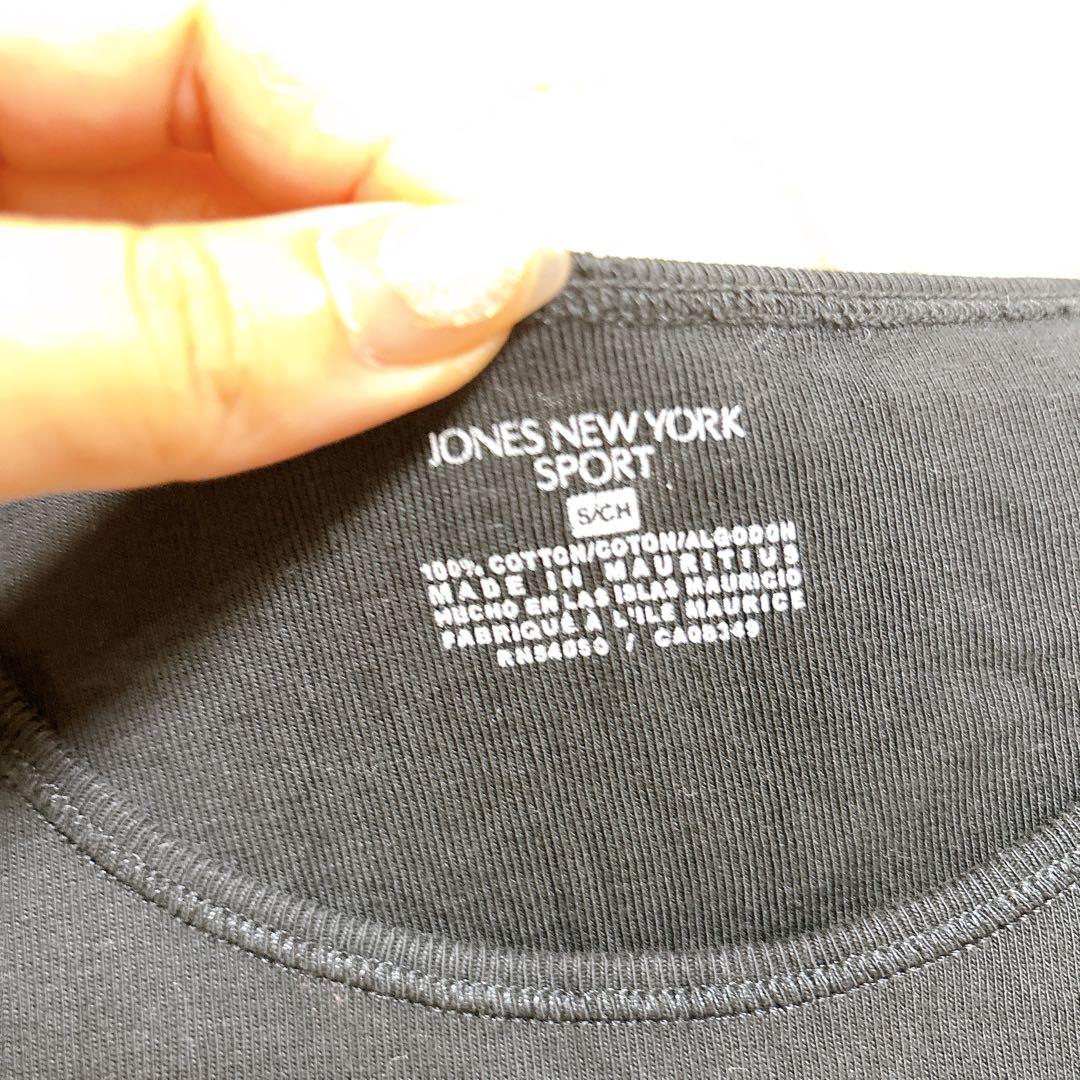 JONES NEW YORK
SPORT
S/CH
100% COTTON/COTON/ALGODON
MADE IN MAURITIUS
HECHO EN LAS ISLAS MAURICIO
FABRIQUÉ À L'ILE MAURICE
/ CA08349